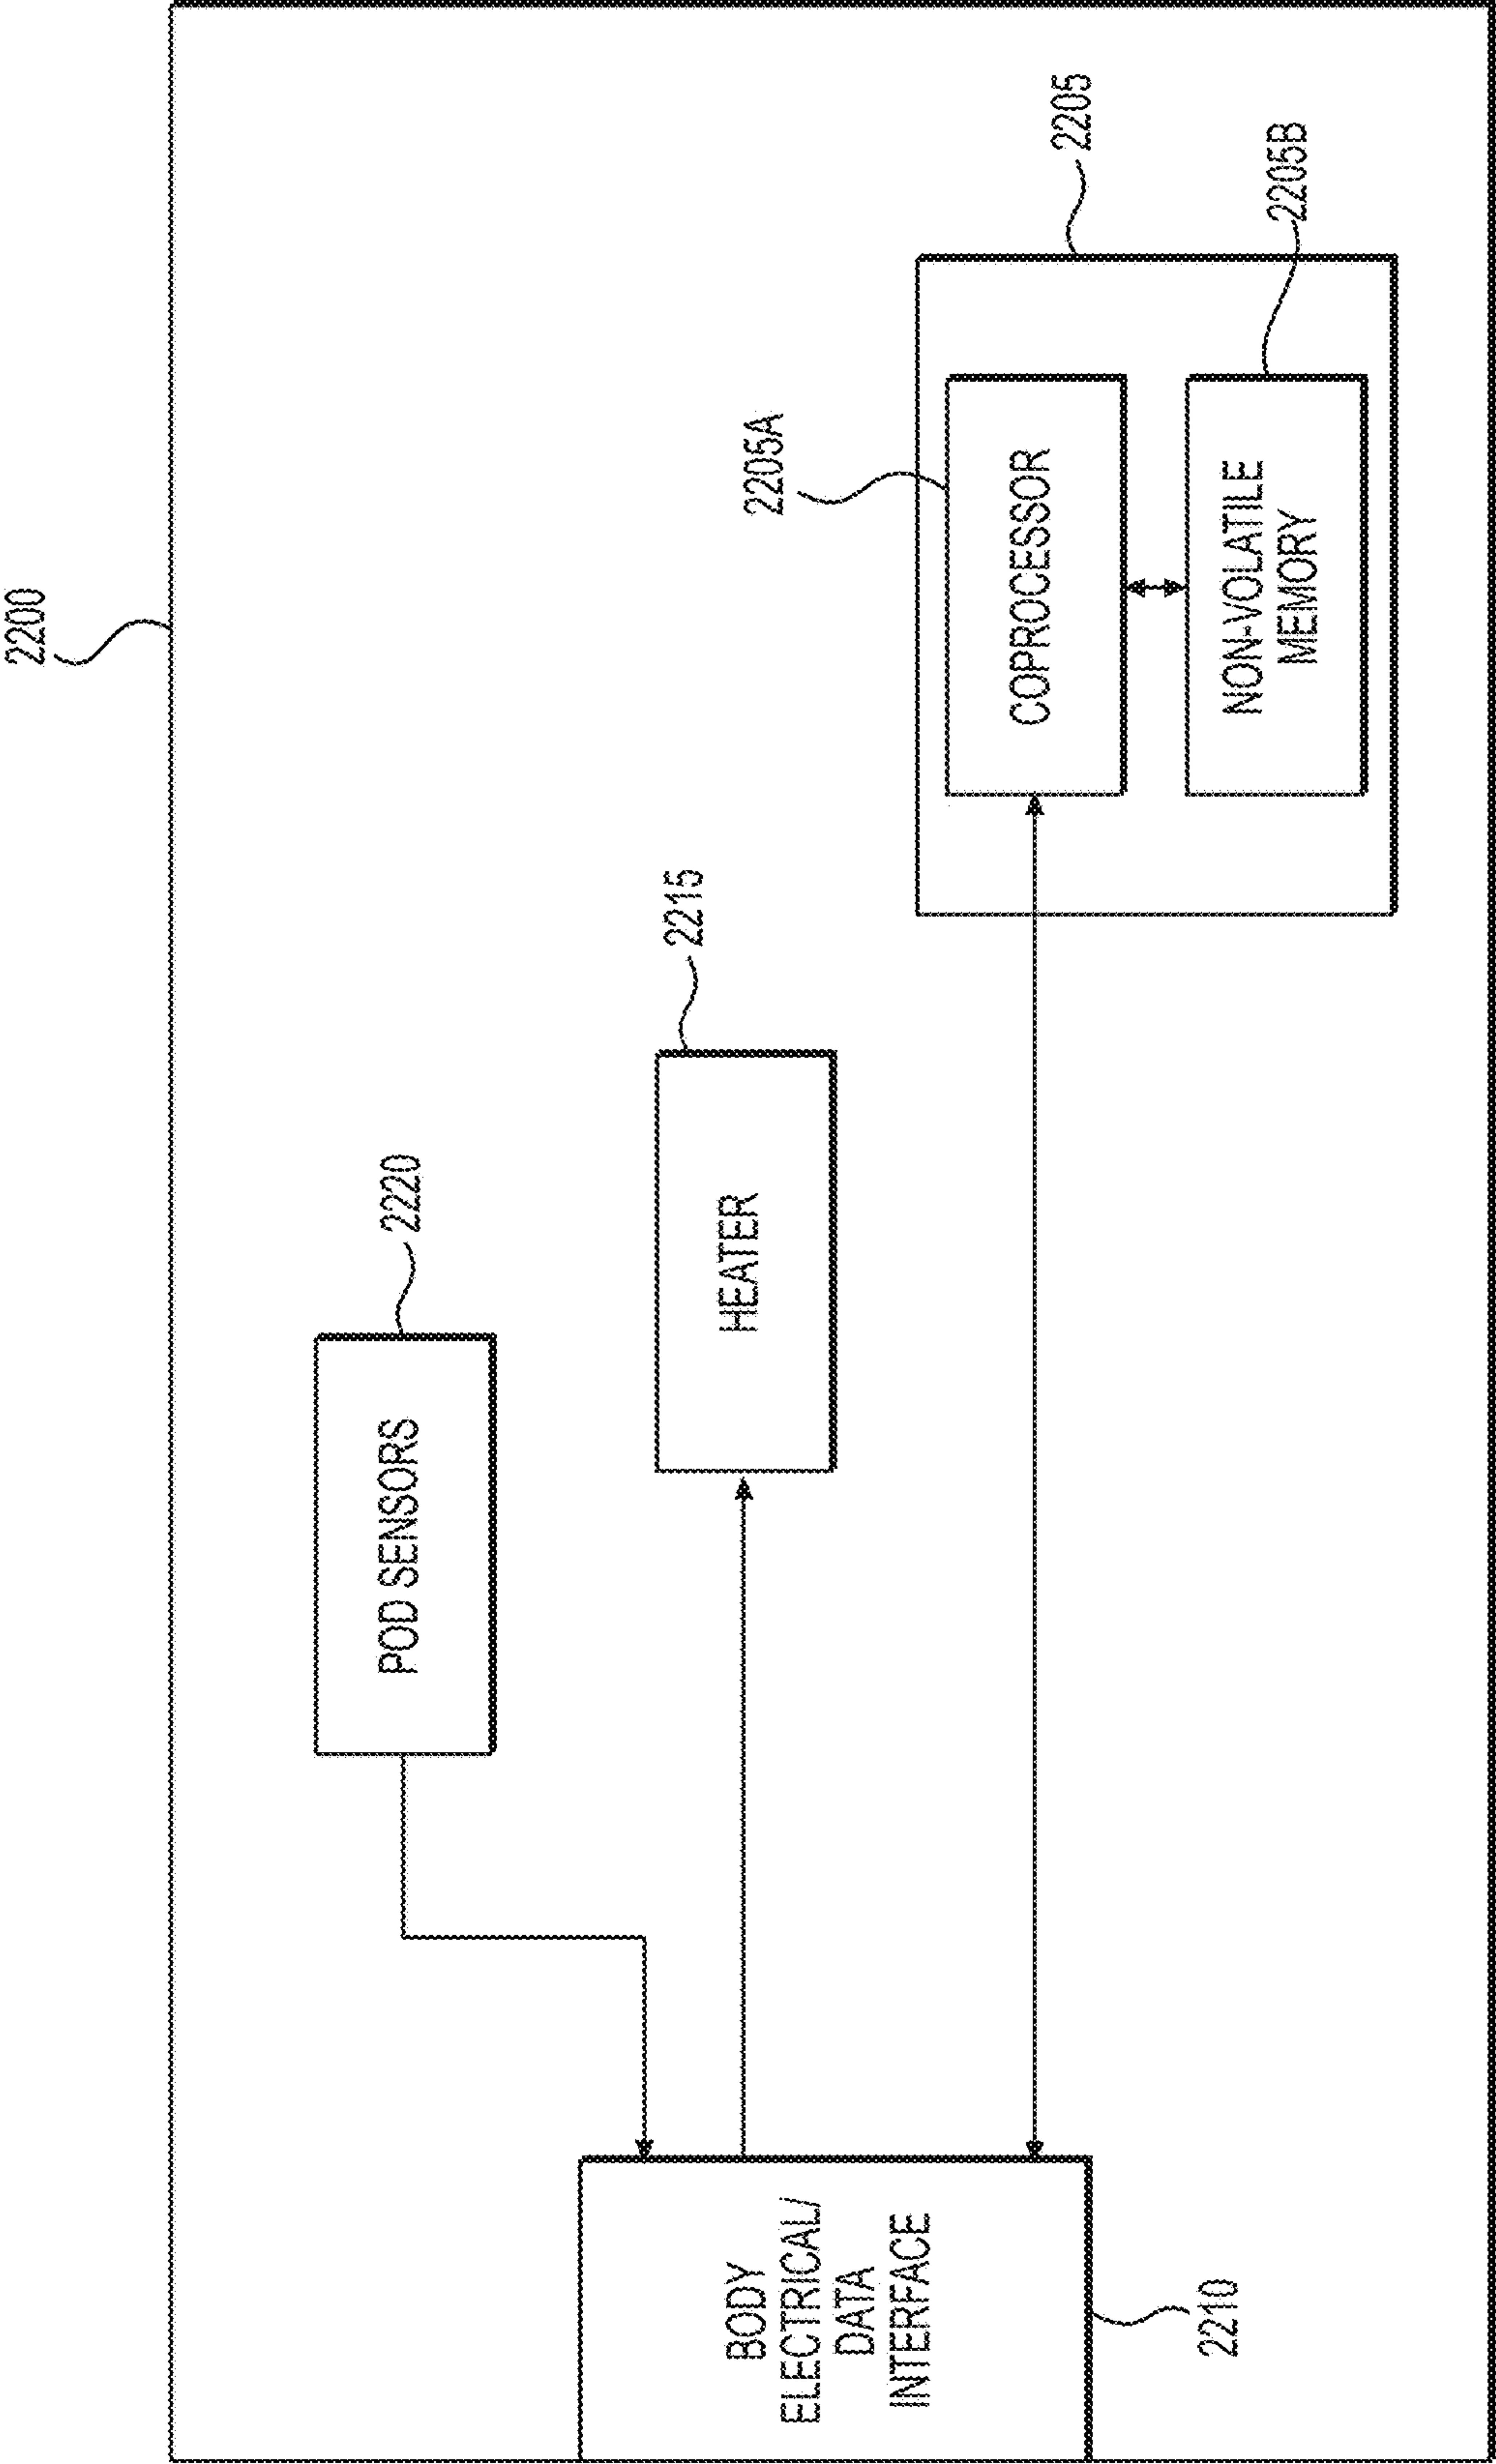 2200
2220
POD SENSORS
2215
HEATER
2205
2205A
COPROCESSOR
2205B
NON-VOLATILE
MEMORY
BODY
ELECTRICAL/
DATA
INTERFACE
2210